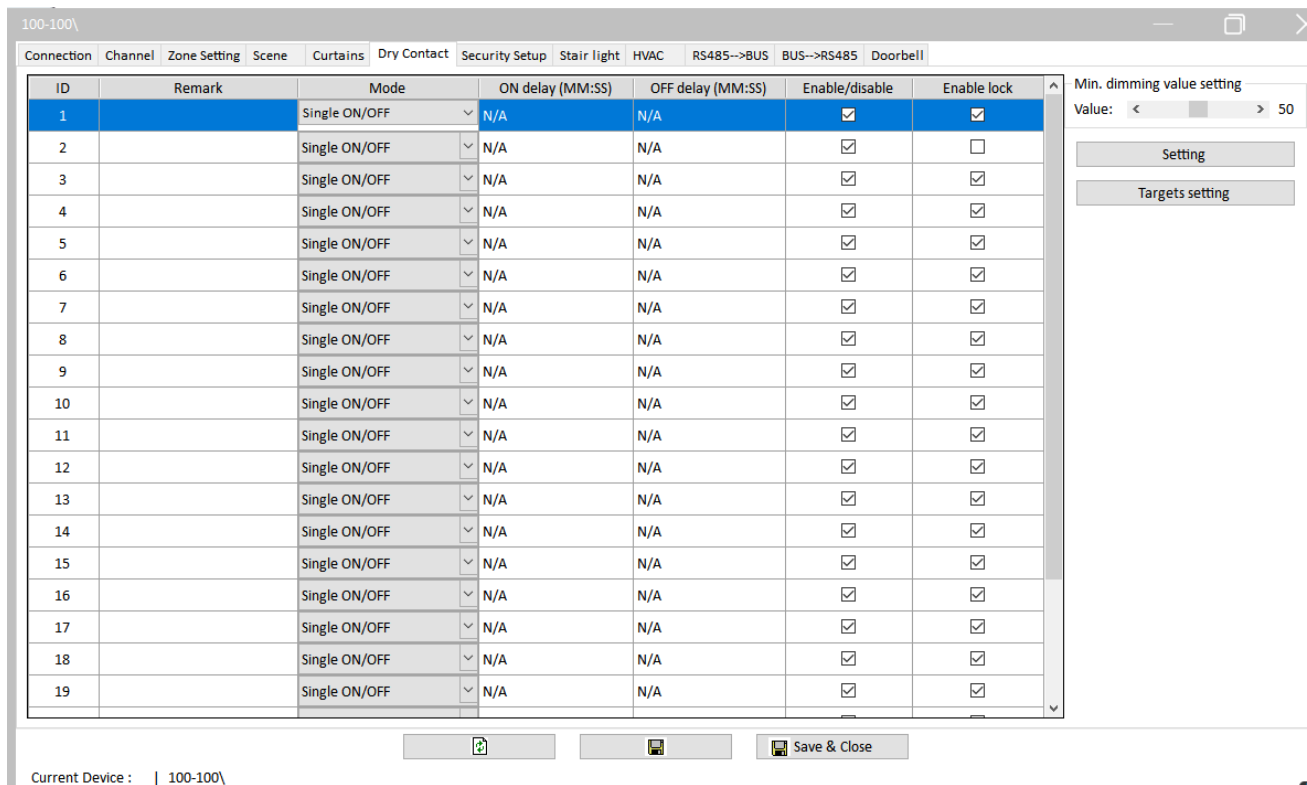 100-100\
Connection Channel Zone Setting Scene Curtains Dry Contact Security Setup Stair light HVAC RS485-->BUS BUS-->RS485 Doorbell
ID Remark Mode ON delay (MM:SS) OFF delay (MM:SS) Enable/disable Enable lock
Min. dimming value setting
1 Single ON/OFF N/A N/A
Value: < > 50
2 Single ON/OFF N/A N/A
Setting
3 Single ON/OFF N/A N/A
Targets setting
4 Single ON/OFF N/A N/A
5 Single ON/OFF N/A N/A
6 Single ON/OFF N/A N/A
7 Single ON/OFF N/A N/A
8 Single ON/OFF N/A N/A
9 Single ON/OFF N/A N/A
10 Single ON/OFF N/A N/A
11 Single ON/OFF N/A N/A
12 Single ON/OFF N/A N/A
13 Single ON/OFF N/A N/A
14 Single ON/OFF N/A N/A
15 Single ON/OFF N/A N/A
16 Single ON/OFF N/A N/A
17 Single ON/OFF N/A N/A
18 Single ON/OFF N/A N/A
19 Single ON/OFF N/A N/A
Save & Close
Current Device : | 100-100\